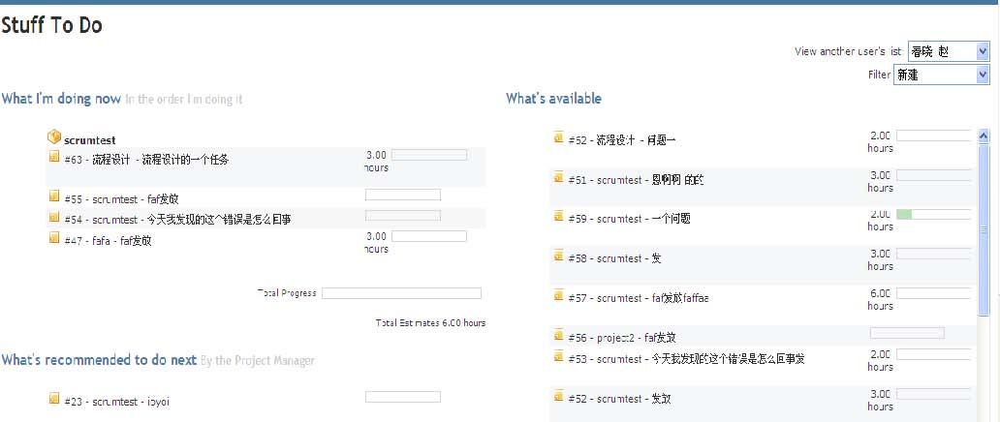 Stuff To Do
View another user's list: 春晓 赵
Filter 新建
What I'm doing now In the order I'm doing it
scrumtest
#63 - 流程设计 - 流程设计的一个任务 3.00 hours
#55 - scrumtest - faf发放
#54 - scrumtest - 今天我发现的这个错误是怎么回事
#47 - fafa - faf发放 3.00 hours
Total Progress
Total Estimates 6.00 hours
What's recommended to do next By the Project Manager
#23 - scrumtest - ioyoi
What's available
#62 - 流程设计 - 问题一 2.00 hours
#61 - scrumtest - 恩啊啊 的的 3.00 hours
#59 - scrumtest - 一个问题 2.00 hours
#58 - scrumtest - 发 3.00 hours
#57 - scrumtest - faf发放faffaa 6.00 hours
#56 - project2 - faf发放
#53 - scrumtest - 今天我发现的这个错误是怎么回事发 2.00 hours
#52 - scrumtest - 发放 3.00 hours